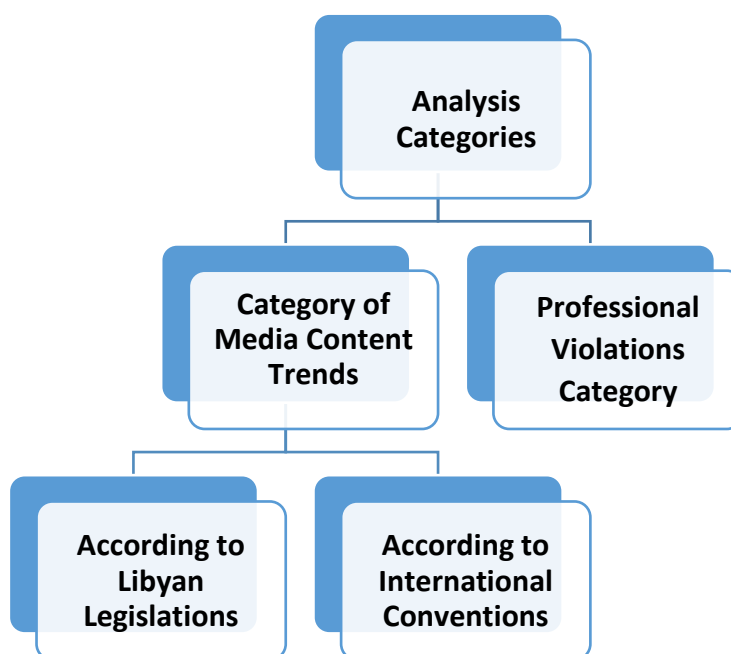 Analysis
Categories
Category of
Media Content
Trends
Professional
Violations
Category
According to
Libyan
Legislations
According to
International
Conventions